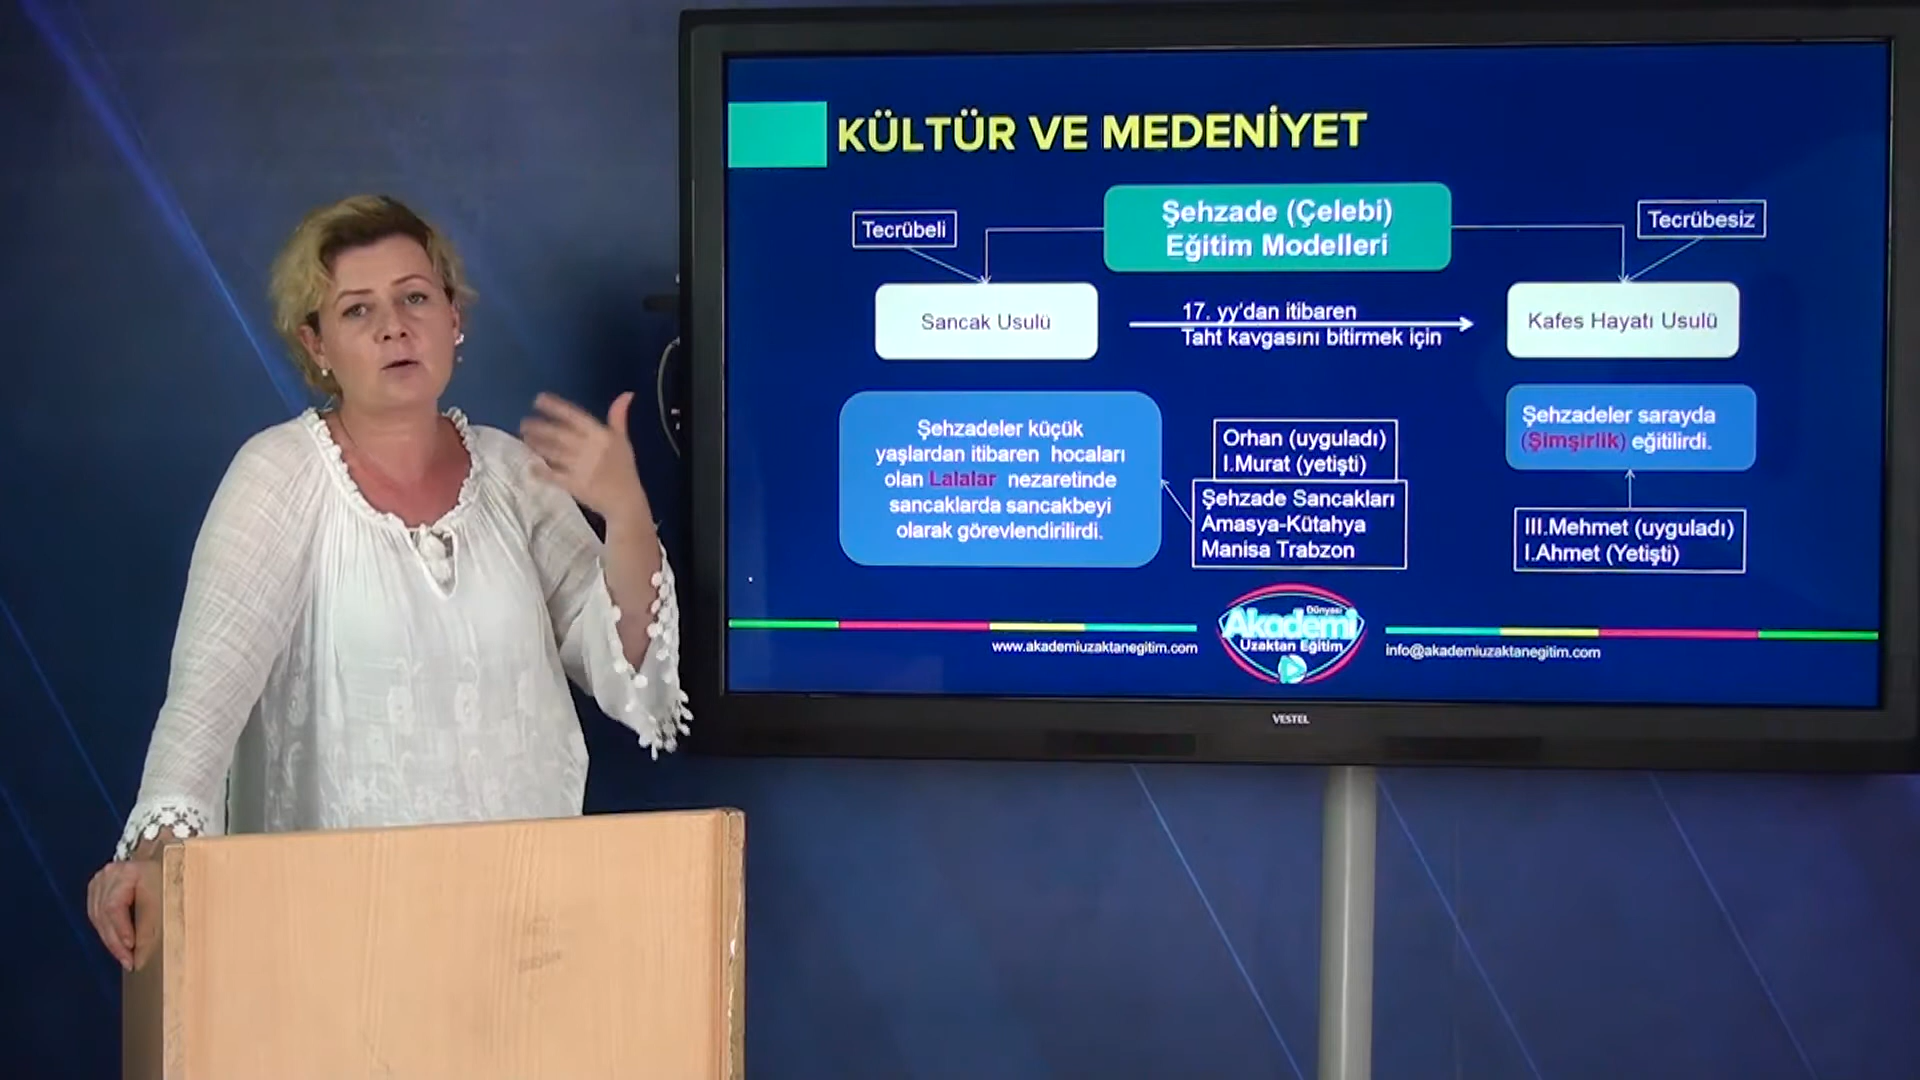 KÜLTÜR VE MEDENİYET
Şehzade (Çelebi)
Eğitim Modelleri
Tecrübeli
Tecrübesiz
Sancak Usulü
17. yy'dan itibaren
Taht kavgasını bitirmek için
Kafes Hayatı Usulü
Şehzadeler küçük
yaşlardan itibaren hocaları
olan Lalalar nezaretinde
sancaklarda sancakbeyi
olarak görevlendirilirdi.
Orhan (uyguladı)
I.Murat (yetişti)
Şehzade Sancakları
Amasya-Kütahya
Manisa Trabzon
Şehzadeler sarayda
(Şimşirlik) eğitilirdi.
III.Mehmet (uyguladı)
I.Ahmet (Yetişti)
www.akademiuzaktanegitim.com
Dünyası
Akademi
Uzaktan Eğitim
info@akademiuzaktanegitim.com
VESTEL